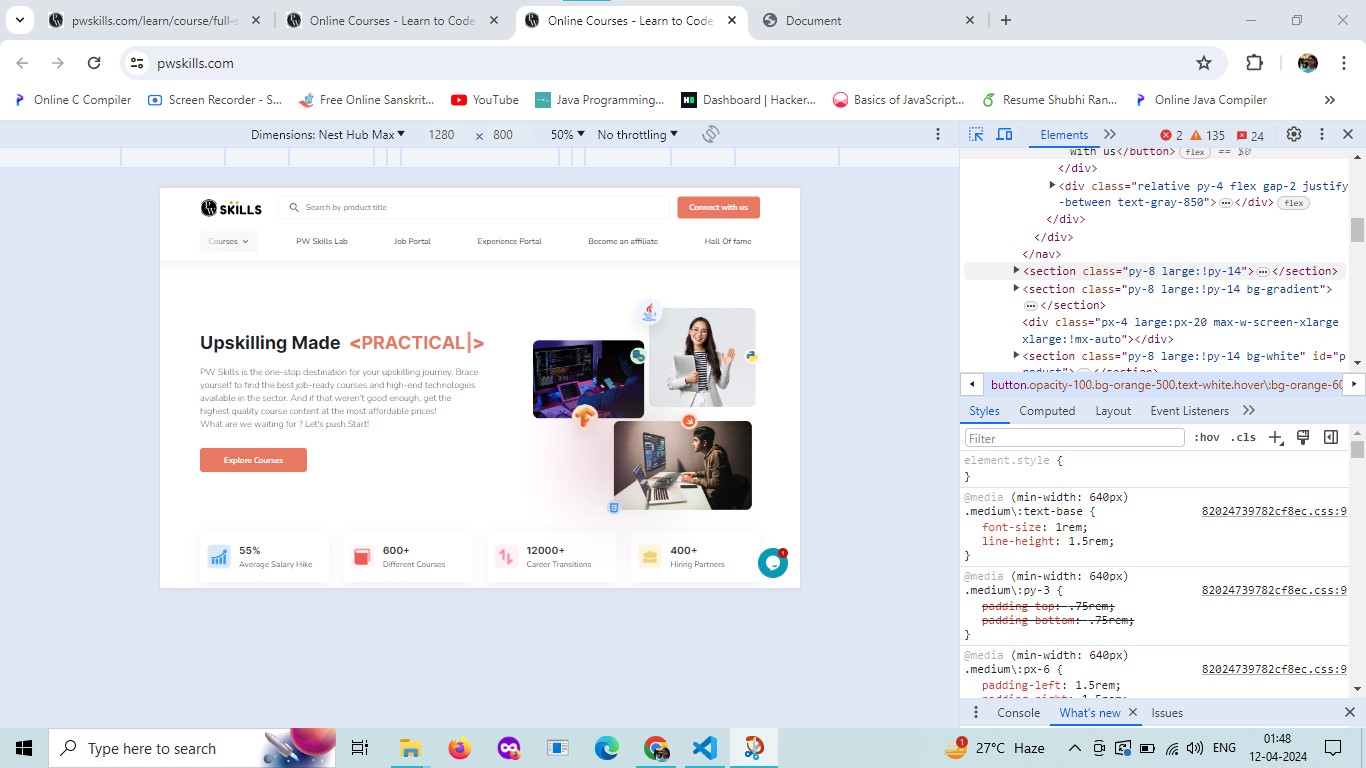 pwskills.com/learn/course/full-s
Online Courses - Learn to Code
Online Courses - Learn to Code
Document
pwskills.com
Online C Compiler
Screen Recorder - S...
Free Online Sanskrit...
YouTube
Java Programming...
Dashboard | Hacker...
Basics of JavaScript...
Resume Shubhi Ran...
Online Java Compiler
Dimensions: Nest Hub Max 1280 × 800 50% No throttling
Elements 2 135 24
SKILLS
Search by product title
Connect with us
Courses
PW Skills Lab
Job Portal
Experience Portal
Become an affiliate
Hall Of fame
Upskilling Made <PRACTICAL|>
PW Skills is the one-stop destination for your upskilling journey. Brace
yourself to find the best job-ready courses and high-end technologies
available in the sector. And if that weren't good enough, get the
highest quality course content at the most affordable prices!
What are we waiting for ? Let's push Start!
Explore Courses
55%
Average Salary Hike
600+
Different Courses
12000+
Career Transitions
400+
Hiring Partners
1
with us</button> flex == $0
</div>
<div class="relative py-4 flex gap-2 justify
-between text-gray-850"> … </div> flex
</div>
</div>
</nav>
<section class="py-8 large:!py-14"> … </section>
<section class="py-8 large:!py-14 bg-gradient">
… </section>
<div class="px-4 large:px-20 max-w-screen-xlarge
xlarge:!mx-auto"></div>
<section class="py-8 large:!py-14 bg-white" id="p
roduct"> … </section>
button.opacity-100.bg-orange-500.text-white.hover\:bg-orange-60
Styles Computed Layout Event Listeners
Filter :hov .cls
element.style {
}
@media (min-width: 640px)
.medium\:text-base { 82024739782cf8ec.css:9
font-size: 1rem;
line-height: 1.5rem;
}
@media (min-width: 640px)
.medium\:py-3 { 82024739782cf8ec.css:9
padding-top: .75rem;
padding-bottom: .75rem;
}
@media (min-width: 640px)
.medium\:px-6 { 82024739782cf8ec.css:9
padding-left: 1.5rem;
padding-right: 1.5rem;
Console What's new Issues
Type here to search
1
27°C Haze
ENG
01:48
12-04-2024